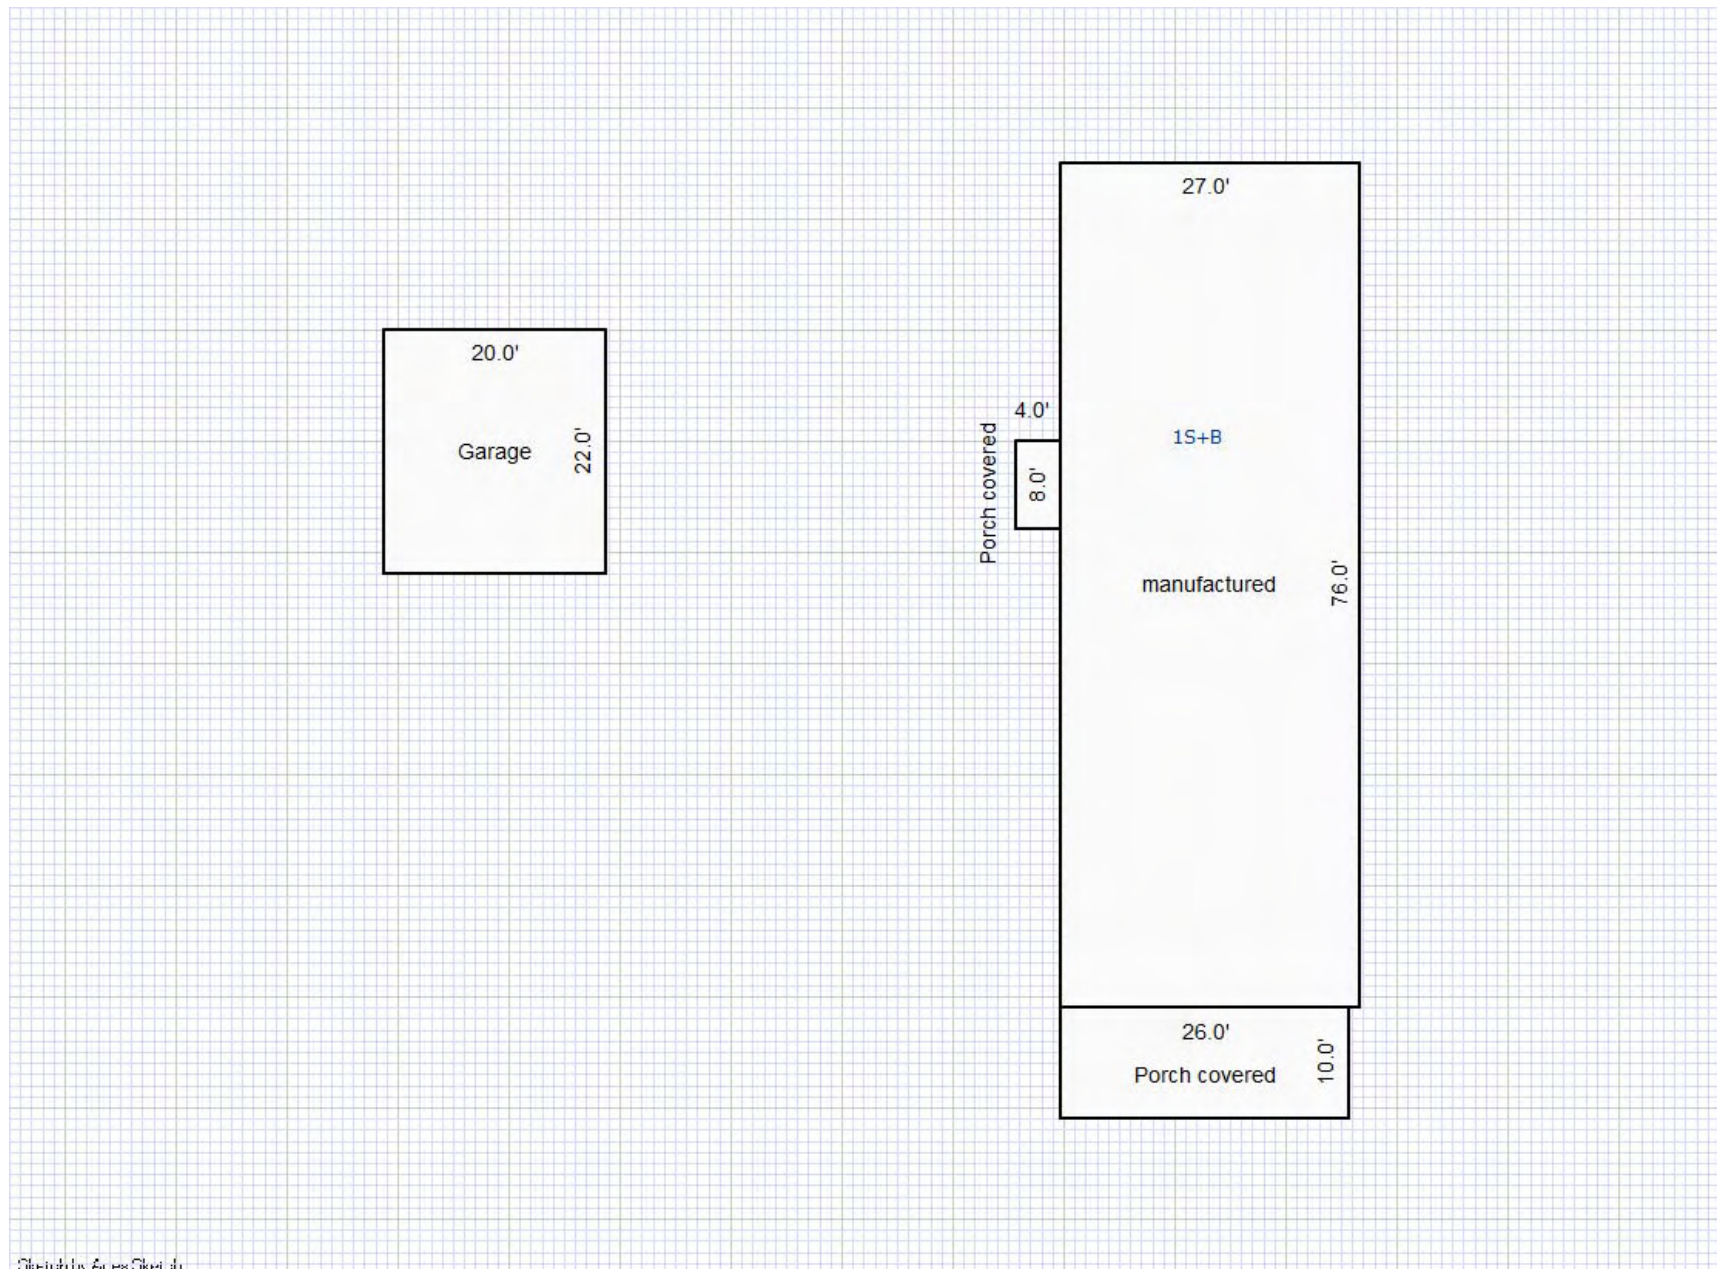 27.0'
20.0'
Garage
22.0'
4.0'
Porch covered
8.0'
1S+B
manufactured
76.0'
26.0'
Porch covered
10.0'